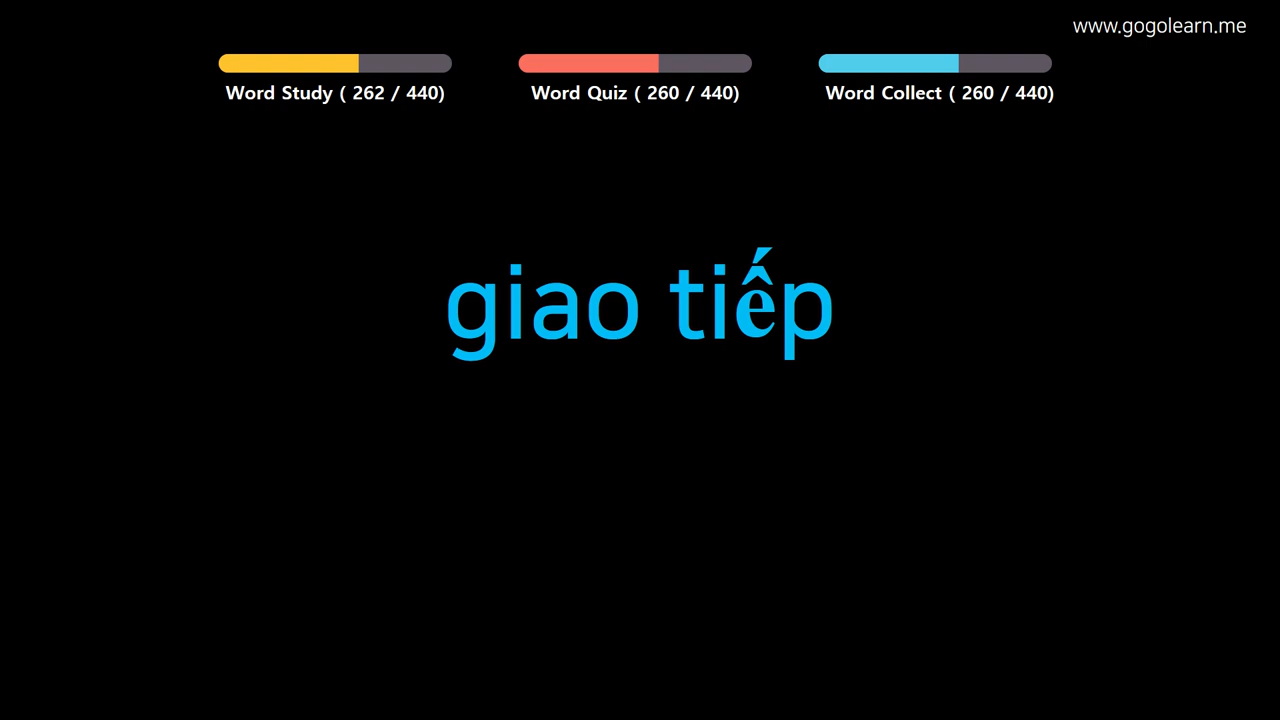 www.gogolearn.me
Word Study ( 262 / 440)
Word Quiz ( 260 / 440)
Word Collect ( 260 / 440)
giao tiếp